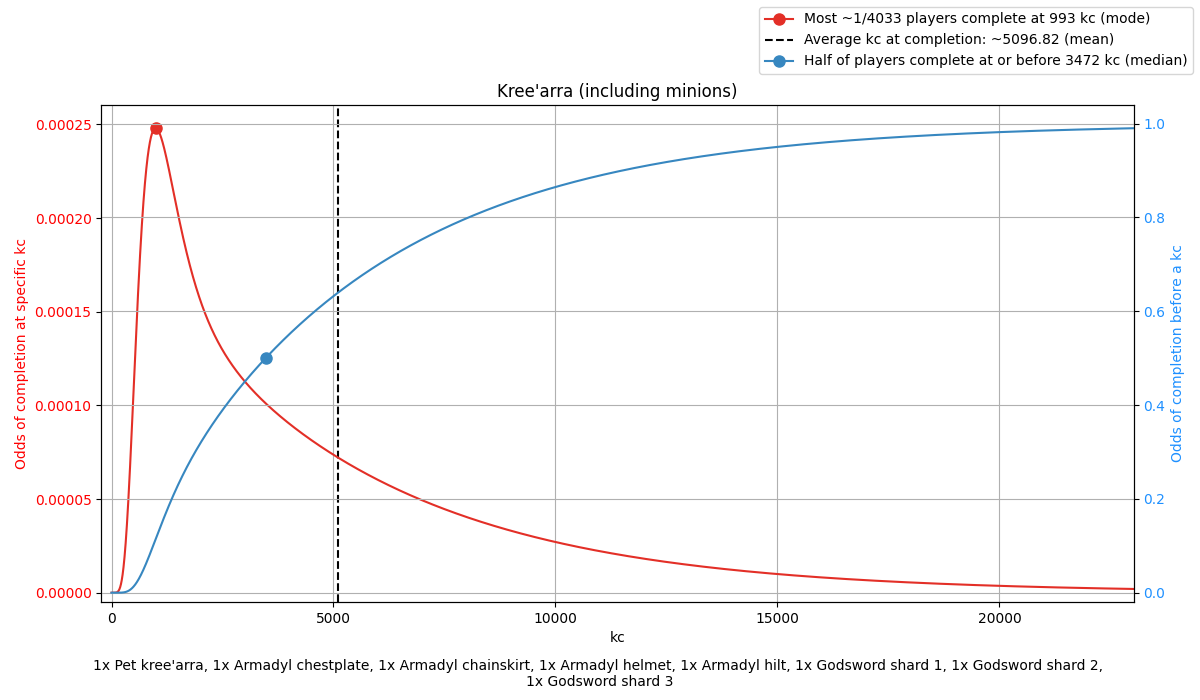 Most ~1/4033 players complete at 993 kc (mode)
Average kc at completion: ~5096.82 (mean)
Half of players complete at or before 3472 kc (median)
Kree'arra (including minions)
0.00025
0.00020
0.00015
0.00010
0.00005
0.00000
Odds of completion at specific kc
1.0
0.8
0.6
0.4
0.2
0.0
Odds of completion before a kc
0 5000 10000 15000 20000
kc
1x Pet kree'arra, 1x Armadyl chestplate, 1x Armadyl chainskirt, 1x Armadyl helmet, 1x Armadyl hilt, 1x Godsword shard 1, 1x Godsword shard 2,
1x Godsword shard 3